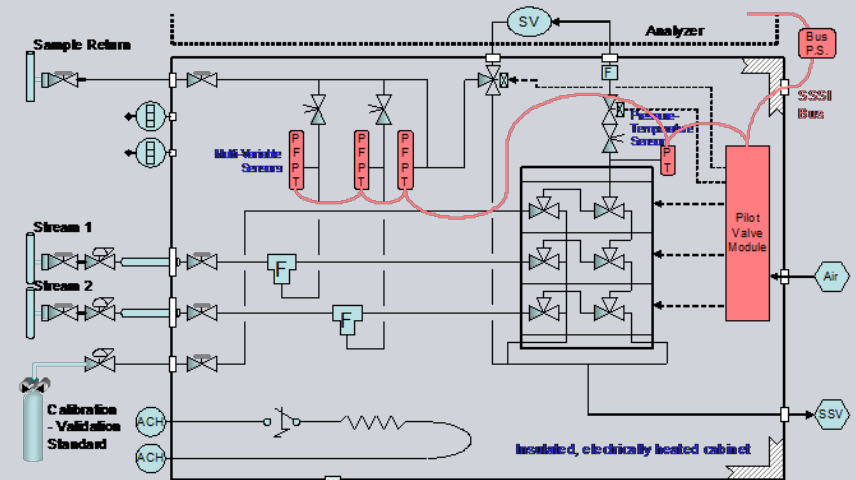 SV
Analyzer
Bus
P.S.
Sample Return
F
SSSI
Bus
Pressure-
Temperature
Sensor
Multi-Variable
Sensors
P
F
P
T
P
F
P
T
P
F
P
T
P
T
Pilot
Valve
Module
Stream 1
F
Air
Stream 2
F
Calibration
- Validation
Standard
ACH
SSV
ACH
Insulated, electrically heated cabinet